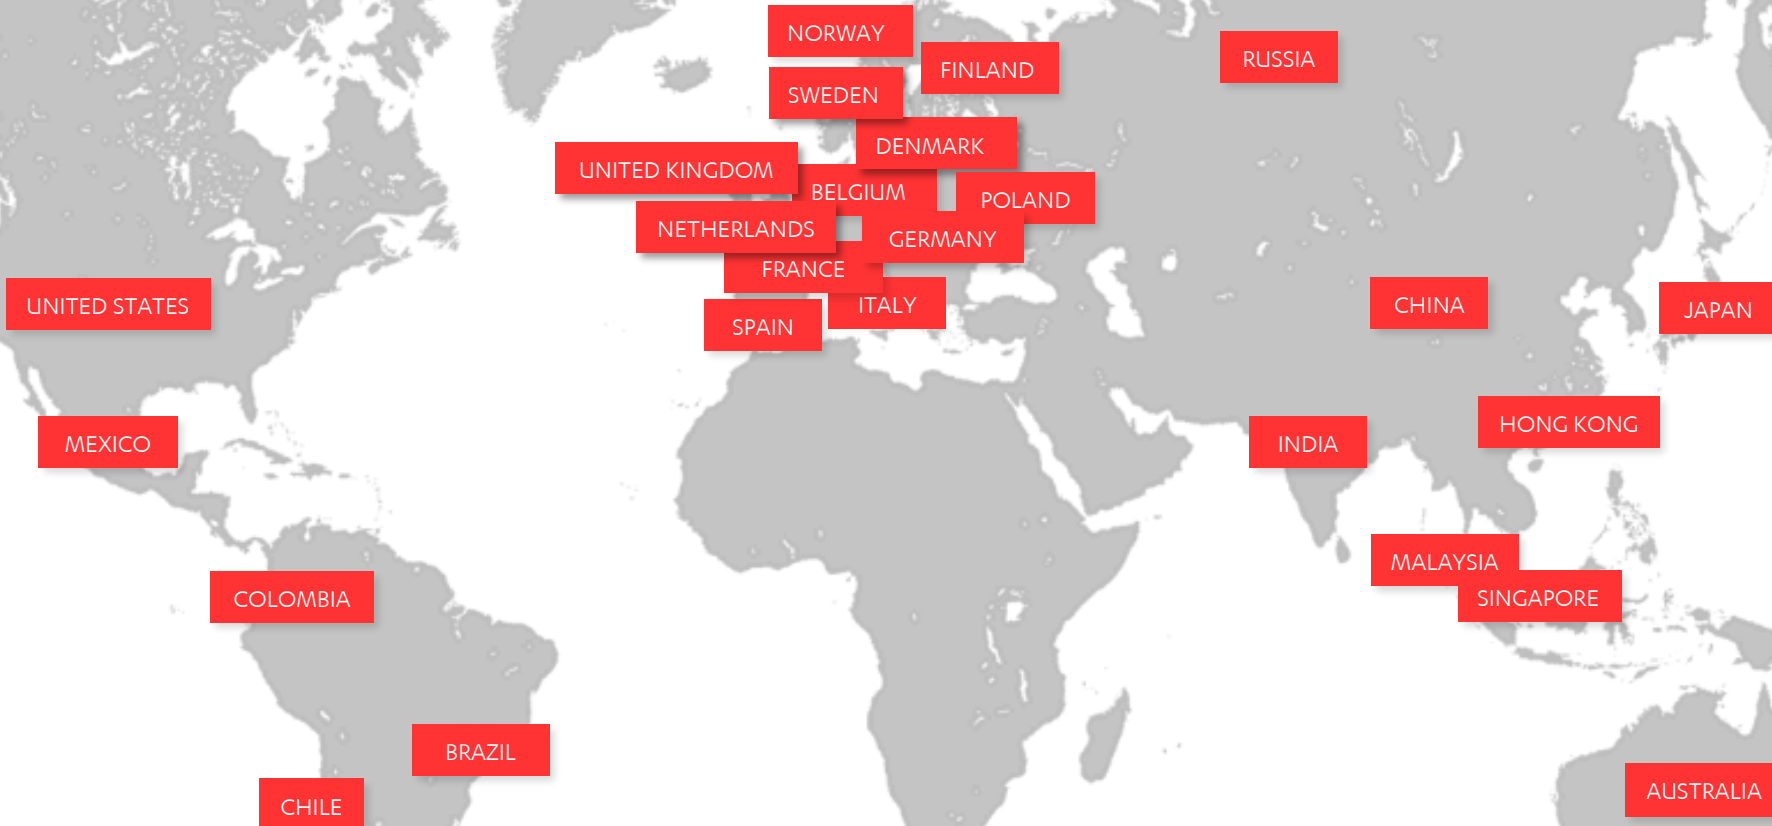 NORWAY
RUSSIA
FINLAND
SWEDEN
DENMARK
UNITED KINGDOM
BELGIUM
POLAND
NETHERLANDS
GERMANY
FRANCE
UNITED STATES
ITALY
CHINA
JAPAN
SPAIN
HONG KONG
MEXICO
INDIA
MALAYSIA
COLOMBIA
SINGAPORE
BRAZIL
AUSTRALIA
CHILE